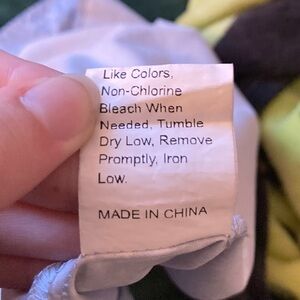 Like Colors,
Non-Chlorine
Bleach When
Needed, Tumble
Dry Low, Remove
Promptly, Iron
Low.
MADE IN CHINA